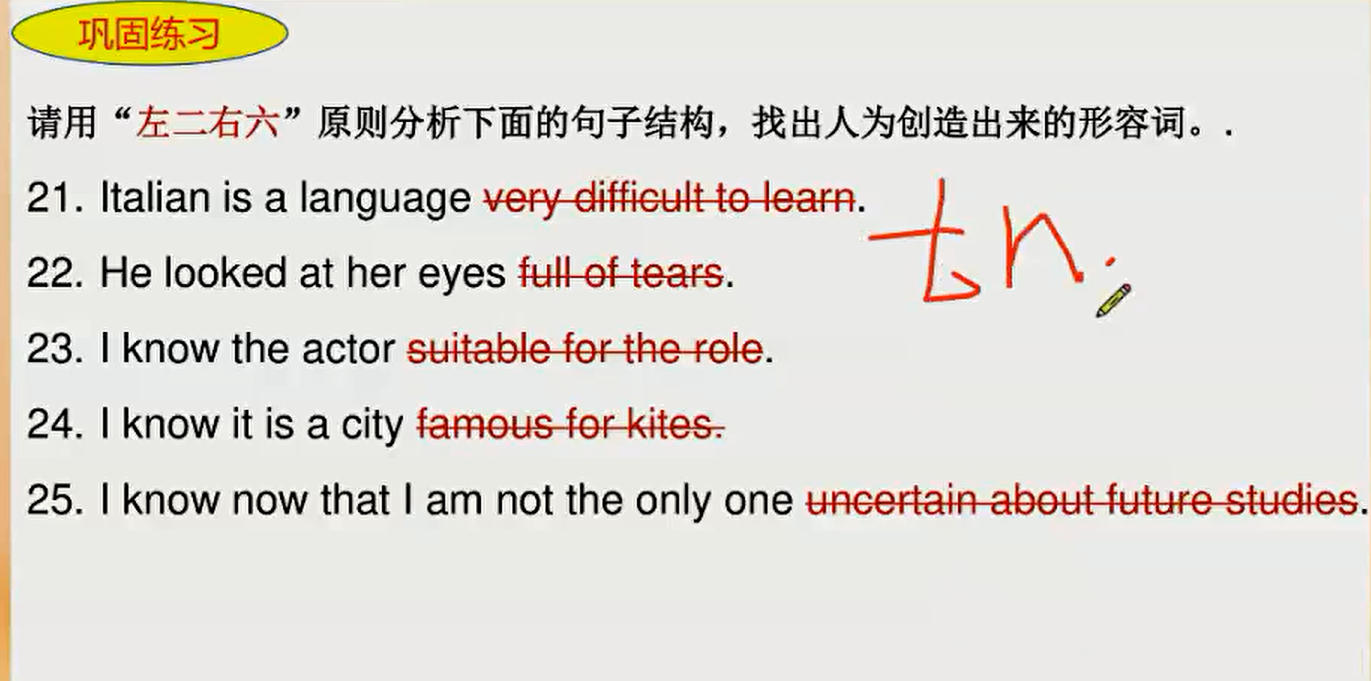 巩固练习
请用“左二右六”原则分析下面的句子结构，找出人为创造出来的形容词。.
21. Italian is a language very difficult to learn.
22. He looked at her eyes full of tears.
23. I know the actor suitable for the role.
24. I know it is a city famous for kites.
25. I know now that I am not the only one uncertain about future studies.